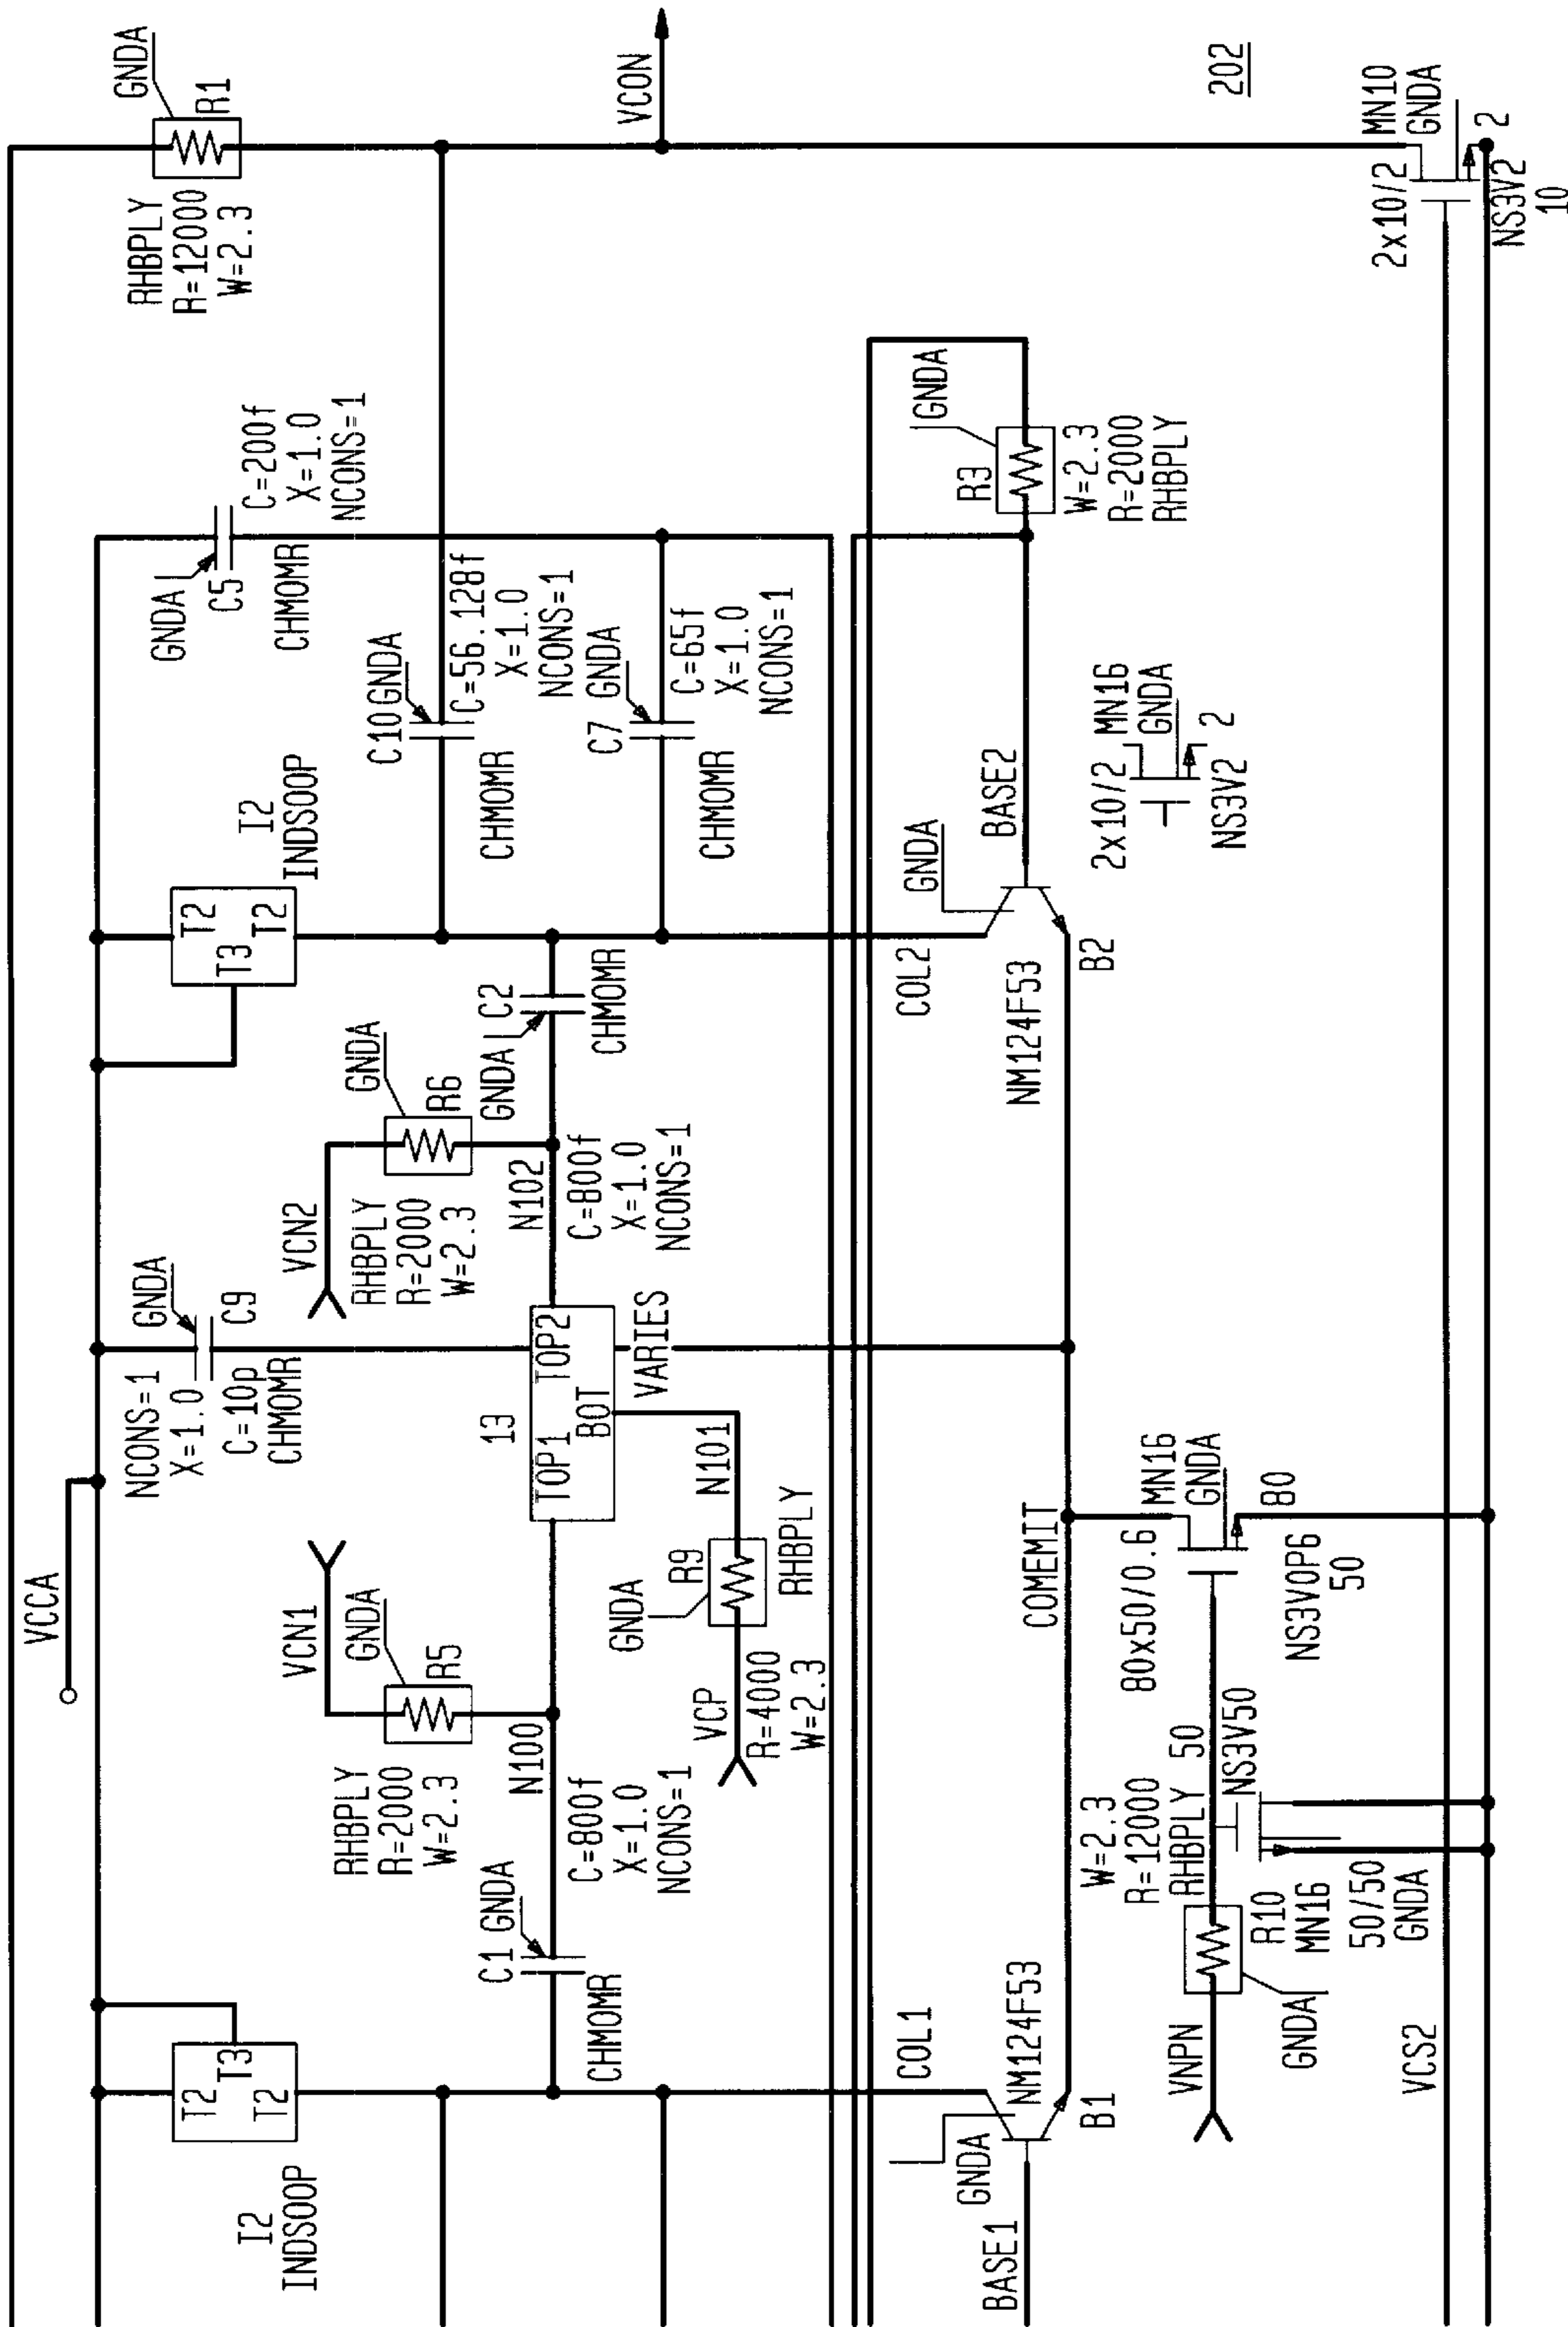 VCCA
GNDA
R1
RHBPLY
R=12000
W=2.3
VCON
202
MN10
GNDA
2x10/2
NS3V2
10
2
GNDA
C5
C=200f
X=1.0
NCONS=1
CHMOMR
I2
INDSOOP
T2
T3
T2
C10
GNDA
C=56.128f
X=1.0
NCONS=1
CHMOMR
C7
GNDA
C=65f
X=1.0
NCONS=1
CHMOMR
GNDA
R3
W=2.3
R=2000
RHBPLY
BASE2
GNDA
COL2
NM124F53
B2
2x10/2
MN16
GNDA
NS3V2
2
GNDA
C2
CHMOMR
C=800f
X=1.0
NCONS=1
GNDA
R6
VCN2
RHBPLY
R=2000
W=2.3
N102
GNDA
C9
NCONS=1
X=1.0
C=10p
CHMOMR
13
TOP1
TOP2
BOT
VARIES
N101
VCN1
GNDA
R5
RHBPLY
R=2000
W=2.3
N100
GNDA
R9
RHBPLY
VCP
R=4000
W=2.3
C1
GNDA
C=800f
X=1.0
NCONS=1
CHMOMR
T2
T3
T2
I2
INDSOOP
COL1
NM124F53
GNDA
B1
BASE1
COMEMIT
MN16
GNDA
80x50/0.6
80
NS3V0P6
50
W=2.3
R=12000
RHBPLY
50
NS3V50
R10
MN16
50/50
GNDA
VNPN
GNDA
VCS2